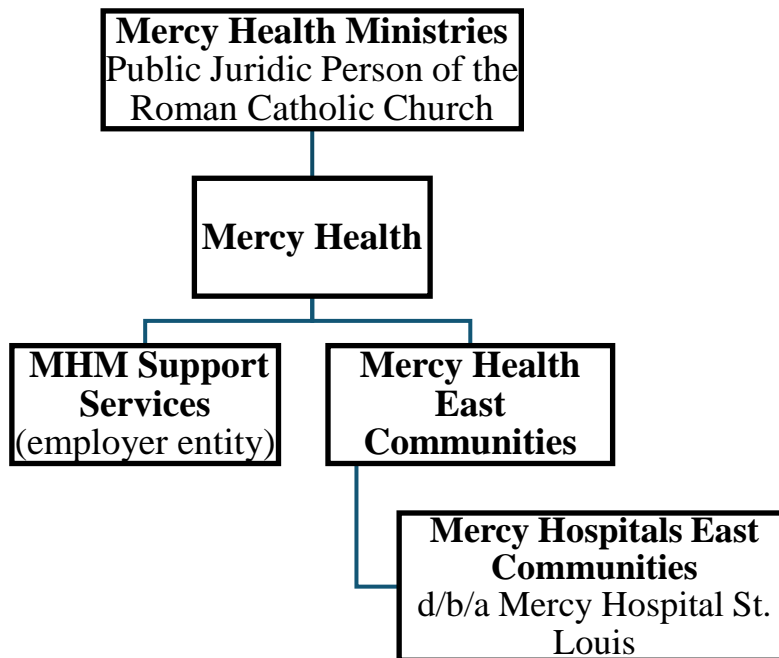 Mercy Health Ministries
Public Juridic Person of the
Roman Catholic Church
Mercy Health
MHM Support
Services
(employer entity)
Mercy Health
East
Communities
Mercy Hospitals East
Communities
d/b/a Mercy Hospital St.
Louis